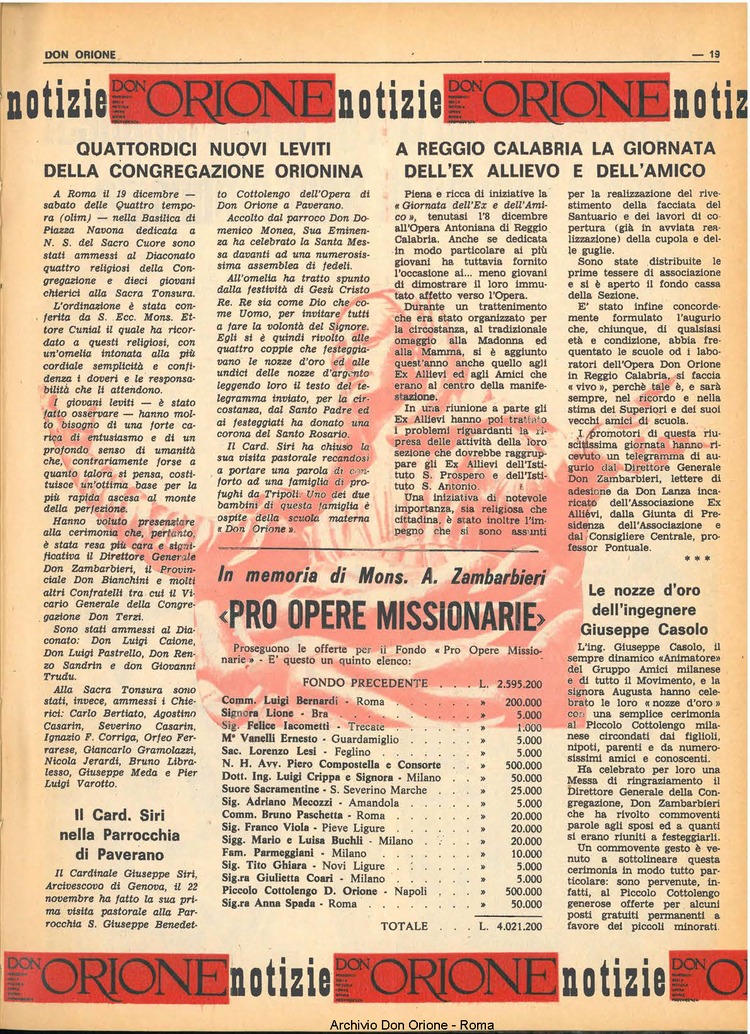 DON ORIONE
— 19
notizie DON ORIONE notizie DON ORIONE notiz
QUATTORDICI NUOVI LEVITI
DELLA CONGREGAZIONE ORIONINA
A Roma il 19 dicembre —
sabato delle Quattro tempo-
ra (olim) — nella Basilica di
Piazza Navona dedicata a
N. S. del Sacro Cuore sono
stati ammessi al Diaconato
quattro religiosi della Con-
gregazione e dieci giovani
chierici alla Sacra Tonsura.
L'ordinazione è stata con-
ferita da S. Ecc. Mons. Et-
tore Cunial il quale ha ricor-
dato a questi religiosi, con
un'omelia intonata alla più
cordiale semplicità e confi-
denza i doveri e le responsa-
bilità che li attendono.
I giovani leviti - è stato
fatto osservare — hanno mol-
to bisogno di una forte ca-
rica di entusiasmo e di un
profondo senso di umanità
che, contrariamente forse a
quanto talora si pensa, costi-
tuisce un'ottima base per la
più rapida ascesa al monte
della perfezione.
Hanno voluto presenziare
alla cerimonia che, pertanto,
è stata resa più cara e signi-
ficativa il Direttore Generale
Don Zambarbieri, il Provin-
ciale Don Bianchini e molti
altri Confratelli tra cui il Vi-
cario Generale della Congre-
gazione Don Terzi.
Sono stati ammessi al Dia-
conato: Don Luigi Caione,
Don Luigi Pastrello, Don Ren-
zo Sandrin e don Giovanni
Trudu.
Alla Sacra Tonsura sono
stati, invece, ammessi i Chie-
rici: Carlo Bertiato, Agostino
Casarin, Severino Casarin,
Ignazio F. Corriga, Orfeo Fer-
rarese, Giancarlo Gramolazzi,
Nicola Jerardi, Bruno Libra-
lesso, Giuseppe Meda e Pier
Luigi Varotto.
Il Card. Siri
nella Parrocchia
di Paverano
Il Cardinale Giuseppe Siri,
Arcivescovo di Genova, il 22
novembre ha fatto la sua pri-
ma visita pastorale alla Par-
rocchia S. Giuseppe Benedet-
to Cottolengo dell'Opera di
Don Orione a Paverano.
Accolto dal parroco Don Do-
menico Monea, Sua Eminen-
za ha celebrato la Santa Mes-
sa davanti ad una numerosis-
sima assemblea di fedeli.
All'omelia ha tratto spunto
dalla festività di Gesù Cristo
Re. Re sia come Dio che co-
me Uomo, per invitare tutti
a fare la volontà del Signore.
Egli si è quindi rivolto alle
quattro coppie che festeggia-
vano le nozze d'oro ed alle
undici delle nozze d'argento
leggendo loro il testo del te-
legramma inviato, per la cir-
costanza, dal Santo Padre ed
ai festeggiati ha donato una
corona del Santo Rosario.
Il Card. Siri ha chiuso la
sua visita pastorale recandosi
a portare una parola di con-
forto ad una famiglia di pro-
fughi da Tripoli. Uno dei due
bambini di questa famiglia è
ospite della scuola materna
« Don Orione ».
A REGGIO CALABRIA LA GIORNATA
DELL'EX ALLIEVO E DELL'AMICO
Piena e ricca di iniziative la
« Giornata dell'Ex e dell'Ami-
co », tenutasi l'8 dicembre
all'Opera Antoniana di Reggio
Calabria. Anche se dedicata
in modo particolare ai più
giovani ha tuttavia fornito
l'occasione ai... meno giovani
di dimostrare il loro immu-
tato affetto verso l'Opera.
Durante un trattenimento
che era stato organizzato per
la circostanza, al tradizionale
omaggio alla Madonna ed
alla Mamma, si è aggiunto
quest'anno anche quello agli
Ex Allievi ed agli Amici che
erano al centro della manife-
stazione.
In una riunione a parte gli
Ex Allievi hanno poi trattato
i problemi riguardanti la ri-
presa delle attività della loro
sezione che dovrebbe raggrup-
pare gli Ex Allievi dell'Isti-
tuto S. Prospero e dell'Isti-
tuto S. Antonio.
Una iniziativa di notevole
importanza, sia religiosa che
cittadina, è stato inoltre l'im-
pegno che si sono assunti
per la realizzazione del rive-
stimento della facciata del
Santuario e dei lavori di co-
pertura (già in avviata rea-
lizzazione) della cupola e del-
le guglie.
Sono state distribuite le
prime tessere di associazione
e si è aperto il fondo cassa
della Sezione.
E' stato infine concorde-
mente formulato l'augurio
che, chiunque, di qualsiasi
età e condizione, abbia fre-
quentato le scuole od i labo-
ratori dell'Opera Don Orione
in Reggio Calabria, si faccia
« vivo », perchè tale è, e sarà
sempre, nel ricordo e nella
stima dei Superiori e dei suoi
vecchi amici di scuola.
I promotori di questa riu-
scitissima giornata hanno ri-
cevuto un telegramma di au-
gurio dal Direttore Generale
Don Zambarbieri, lettere di
adesione da Don Lanza inca-
ricato dell'Associazione Ex
Allievi, dalla Giunta di Pre-
sidenza dell'Associazione e
dal Consigliere Centrale, pro-
fessor Pontuale.
* * *
In memoria di Mons. A. Zambarbieri
«PRO OPERE MISSIONARIE»
Proseguono le offerte per il Fondo « Pro Opere Missio-
narie » - E' questo un quinto elenco:
FONDO PRECEDENTE . . . L. 2.595.200
Comm. Luigi Bernardi - Roma . . . » 200.000
Signora Lione - Bra . . . » 5.000
Sig. Felice Iacometti - Trecate . . . » 1.000
Mª Vanelli Ernesto - Guardamiglio . . . » 5.000
Sac. Lorenzo Lesi - Feglino . . . » 5.000
N. H. Avv. Piero Compostella e Consorte . . . » 500.000
Dott. Ing. Luigi Crippa e Signora - Milano . . . » 50.000
Suore Sacramentine - S. Severino Marche . . . » 25.000
Sig. Adriano Mecozzi - Amandola . . . » 5.000
Comm. Bruno Paschetta - Roma . . . » 20.000
Sig. Franco Viola - Pieve Ligure . . . » 20.000
Sigg. Mario e Luisa Buchli - Milano . . . » 20.000
Fam. Parmeggiani - Milano . . . » 10.000
Sig. Tito Ghiara - Novi Ligure . . . » 5.000
Sig.ra Giulietta Coari - Milano . . . » 5.000
Piccolo Cottolengo D. Orione - Napoli . . . » 500.000
Sig.ra Anna Spada - Roma . . . » 50.000
TOTALE . . . L. 4.021.200
Le nozze d'oro
dell'ingegnere
Giuseppe Casolo
L'ing. Giuseppe Casolo, il
sempre dinamico «Animatore»
del Gruppo Amici milanese
e di tutto il Movimento, e la
signora Augusta hanno cele-
brato le loro « nozze d'oro »
con una semplice cerimonia
al Piccolo Cottolengo mila-
nese circondati dai figlioli,
nipoti, parenti e da numero-
sissimi amici e conoscenti.
Ha celebrato per loro una
Messa di ringraziamento il
Direttore Generale della Con-
gregazione, Don Zambarbieri
che ha rivolto commoventi
parole agli sposi ed a quanti
si erano riuniti a festeggiarli.
Un commovente gesto è ve-
nuto a sottolineare questa
cerimonia in modo tutto par-
ticolare: sono pervenute, in-
fatti, al Piccolo Cottolengo
generose offerte per alcuni
posti gratuiti permanenti a
favore dei piccoli minorati.
DON ORIONE notizie DON ORIONE notizie DON O
Archivio Don Orione - Roma